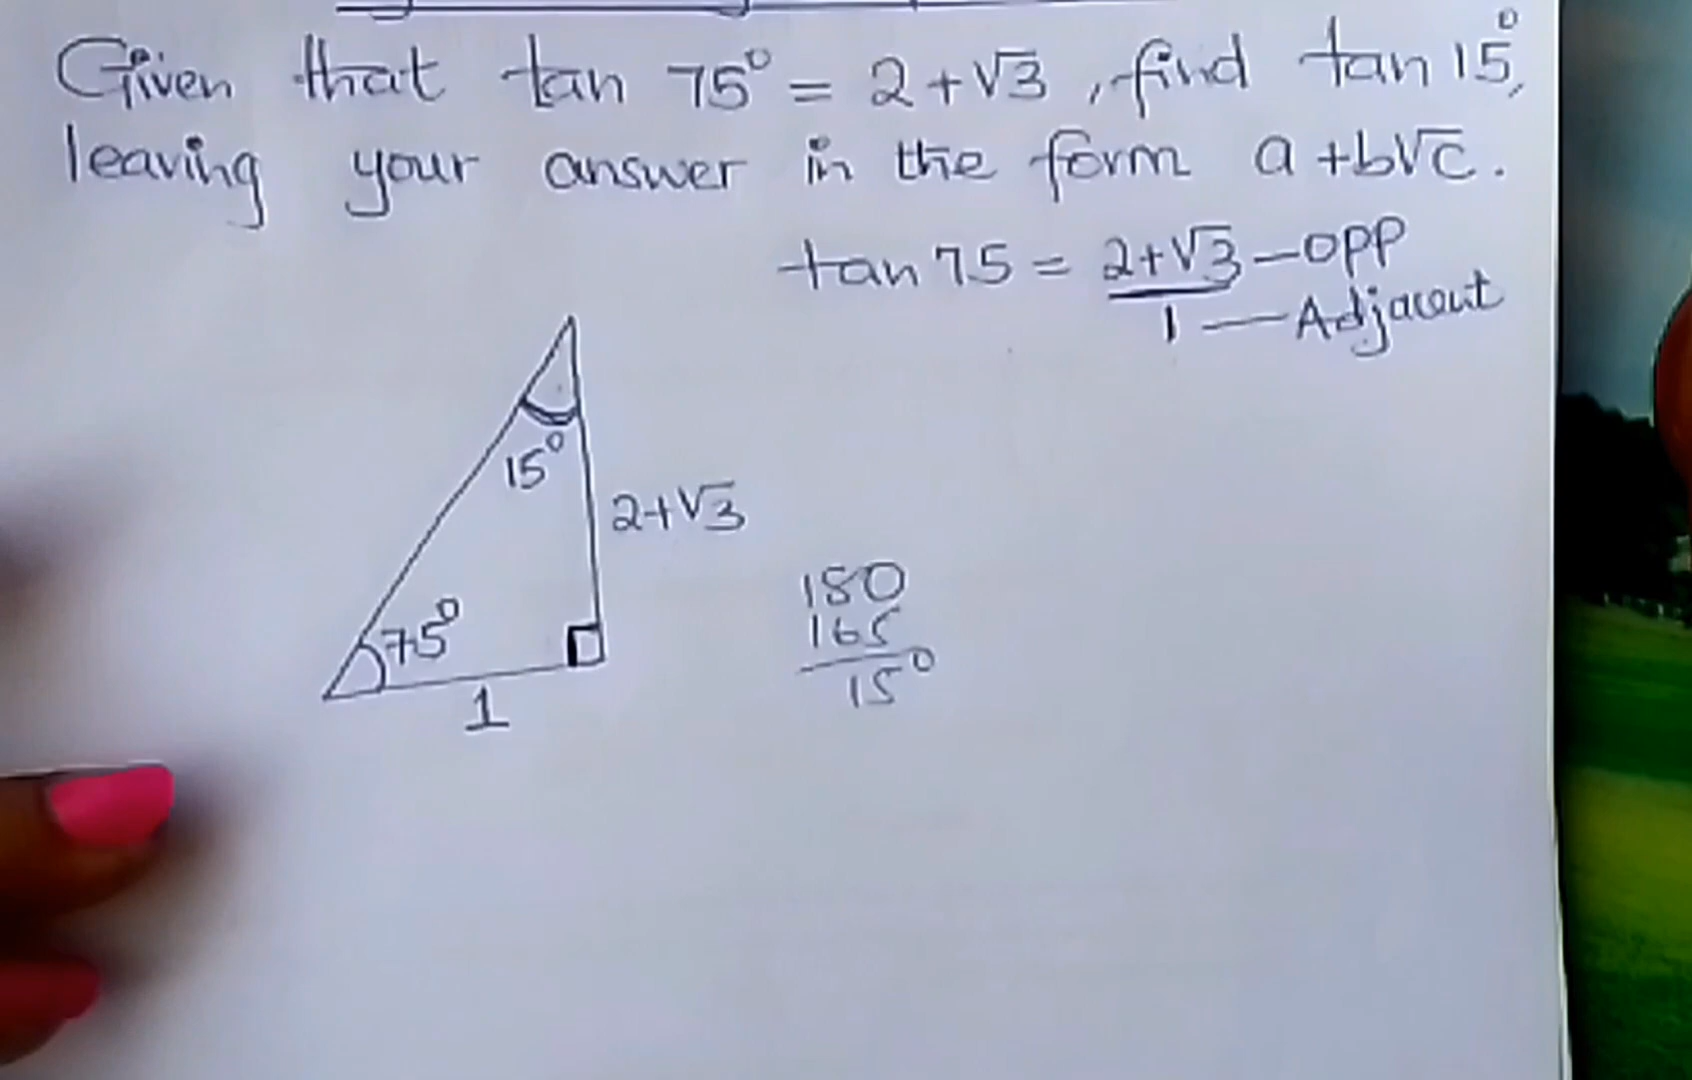 Given that tan 75° = 2+√3, find tan 15°,
leaving your answer in the form a+b√c.
tan 75 = 2+√3 — opp
1 — Adjacent
15°
2+√3
75°
1
180
165
15°